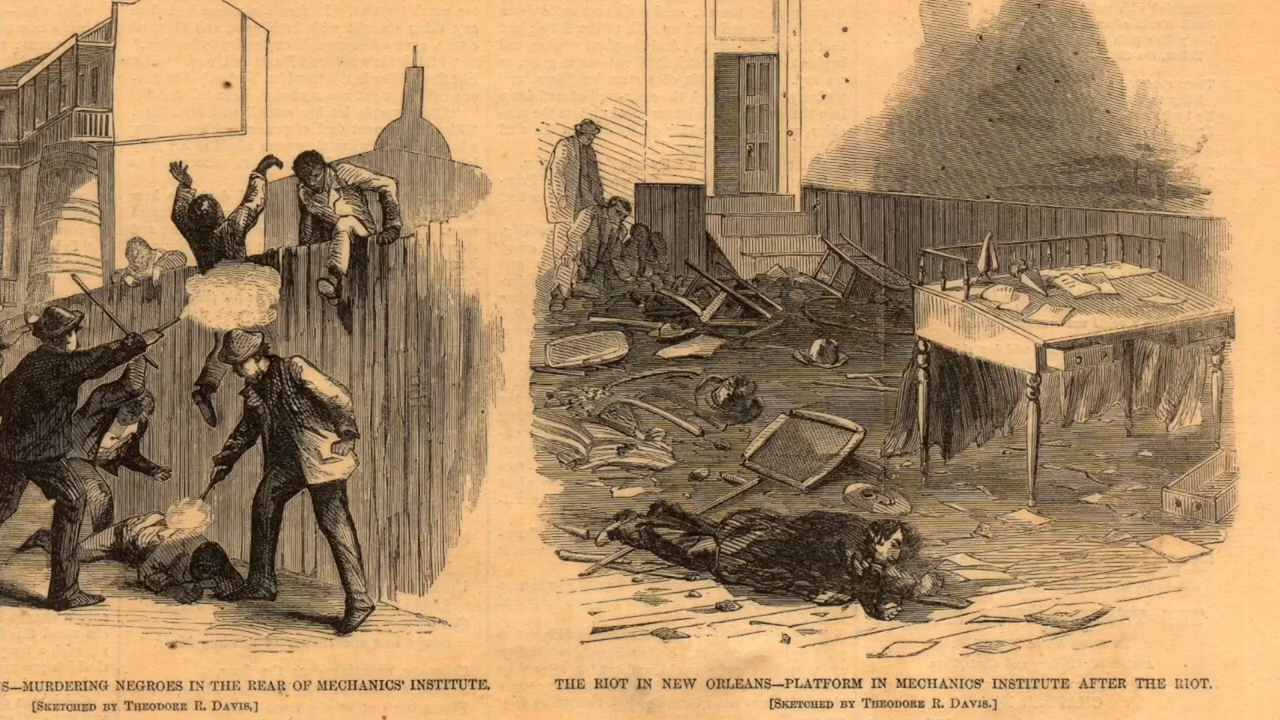 S—MURDERING NEGROES IN THE REAR OF MECHANICS' INSTITUTE.
[Sketched by Theodore R. Davis.]
THE RIOT IN NEW ORLEANS—PLATFORM IN MECHANICS' INSTITUTE AFTER THE RIOT.
[Sketched by Theodore R. Davis.]